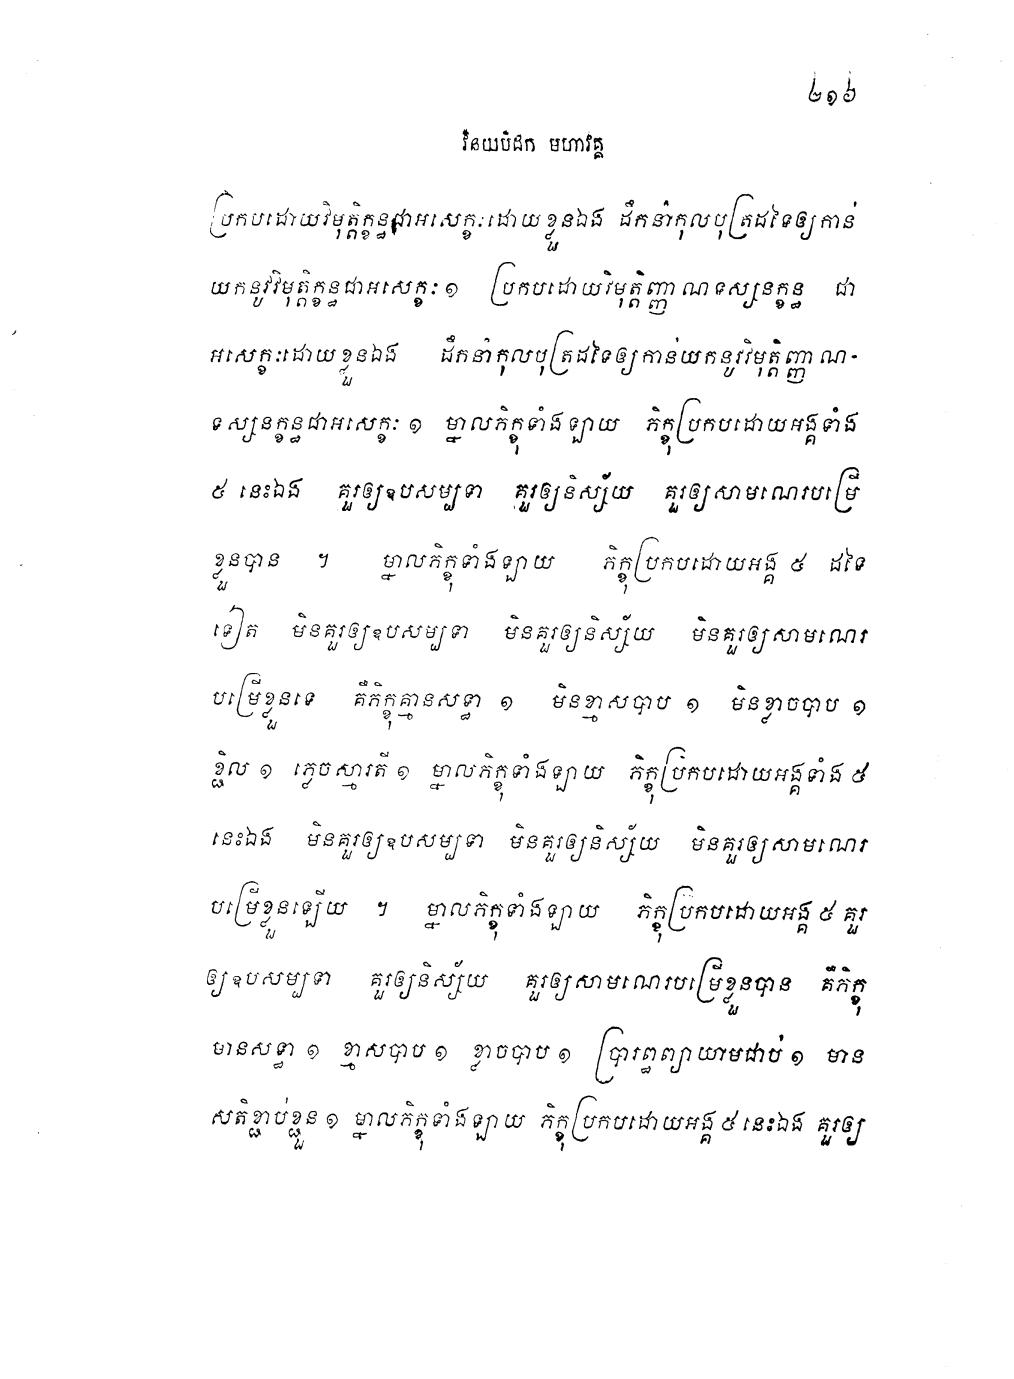 ២១៦
វិនយបិដក មហាវគ្គ
ប្រកបដោយវិមុត្តិក្ខន្ធជាអសេក្ខៈដោយខ្លួនឯង ដឹកនាំកុលបុត្រដទៃឲ្យកាន់
យកនូវវិមុត្តិក្ខន្ធជាអសេក្ខៈ ១ ប្រកបដោយវិមុត្តិញ្ញាណទស្សនក្ខន្ធ ជា
អសេក្ខៈដោយខ្លួនឯង ដឹកនាំកុលបុត្រដទៃឲ្យកាន់យកនូវវិមុត្តិញ្ញាណ-
ទស្សនក្ខន្ធជាអសេក្ខៈ ១ ម្នាលភិក្ខុទាំងឡាយ ភិក្ខុប្រកបដោយអង្គទាំង
៥ នេះឯង គួរឲ្យឧបសម្បទា គួរឲ្យនិស្ស័យ គួរឲ្យសាមណេរបម្រើ
ខ្លួនបាន ។ ម្នាលភិក្ខុទាំងឡាយ ភិក្ខុប្រកបដោយអង្គ ៥ ដទៃ
ទៀត មិនគួរឲ្យឧបសម្បទា មិនគួរឲ្យនិស្ស័យ មិនគួរឲ្យសាមណេរ
បម្រើខ្លួនទេ គឺភិក្ខុគ្មានសទ្ធា ១ មិនខ្មាសបាប ១ មិនខ្លាចបាប ១
ខ្ជិល ១ ភ្លេចស្មារតី ១ ម្នាលភិក្ខុទាំងឡាយ ភិក្ខុប្រកបដោយអង្គទាំង ៥
នេះឯង មិនគួរឲ្យឧបសម្បទា មិនគួរឲ្យនិស្ស័យ មិនគួរឲ្យសាមណេរ
បម្រើខ្លួនឡើយ ។ ម្នាលភិក្ខុទាំងឡាយ ភិក្ខុប្រកបដោយអង្គ ៥ គួរ
ឲ្យឧបសម្បទា គួរឲ្យនិស្ស័យ គួរឲ្យសាមណេរបម្រើខ្លួនបាន គឺភិក្ខុ
មានសទ្ធា ១ ខ្មាសបាប ១ ខ្លាចបាប ១ ប្រារព្ធព្យាយាមជាប់ ១ មាន
សតិខ្ជាប់ខ្ជួន ១ ម្នាលភិក្ខុទាំងឡាយ ភិក្ខុប្រកបដោយអង្គ ៥ នេះឯង គួរឲ្យ